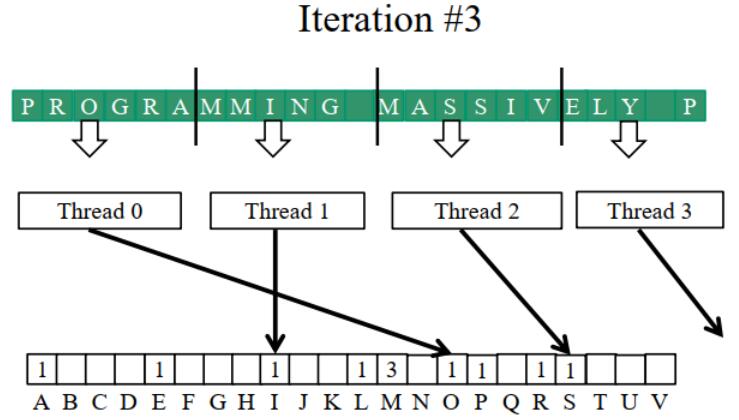 Iteration #3
P R O G R A M M I N G M A S S I V E L Y P
Thread 0 Thread 1 Thread 2 Thread 3
1 1 1 1 3 1 1 1 1
A B C D E F G H I J K L M N O P Q R S T U V